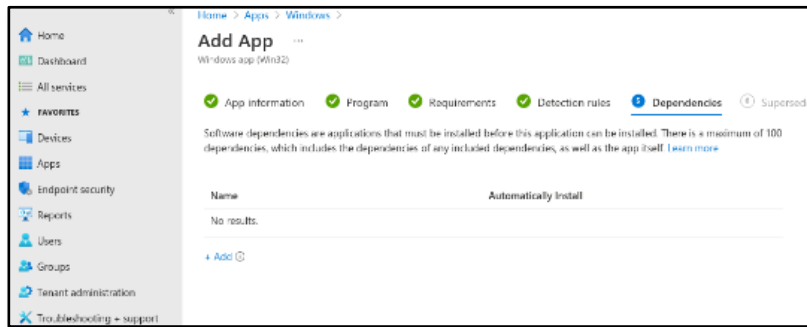 Home > Apps > Windows >
Add App ...
Windows app (Win32)
Home
Dashboard
All services
FAVORITES
Devices
Apps
Endpoint security
Reports
Users
Groups
Tenant administration
Troubleshooting + support
App information
Program
Requirements
Detection rules
5 Dependencies
6 Supersed
Software dependencies are applications that must be installed before this application can be installed. There is a maximum of 100
dependencies, which includes the dependencies of any included dependencies, as well as the app itself. Learn more
Name Automatically Install
No results.
+ Add